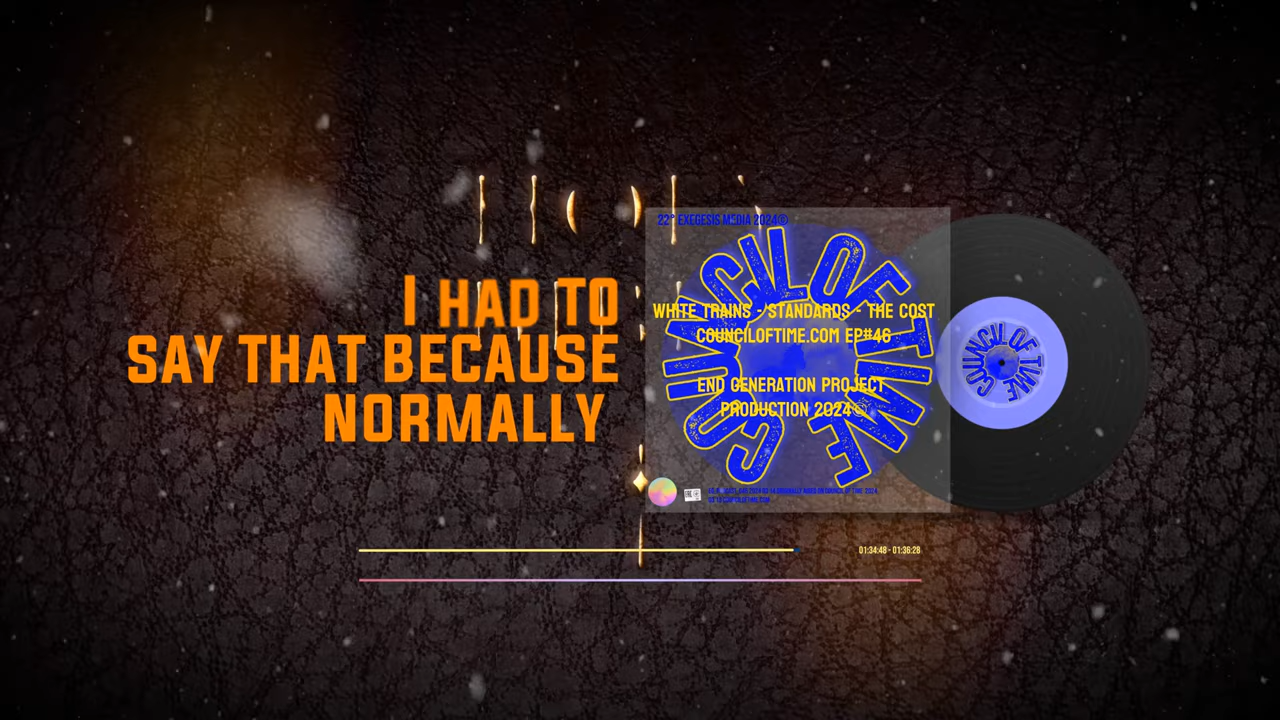 I HAD TO
SAY THAT BECAUSE
NORMALLY
22° EXEGESIS MEDIA 2024©
COUNCIL OF TIME
WHITE TRAINS - STANDARDS - THE COST
COUNCILOFTIME.COM EP#46
END GENERATION PROJECT
PRODUCTION 2024©
COUNCIL OF TIME
01:34:48 - 01:36:28